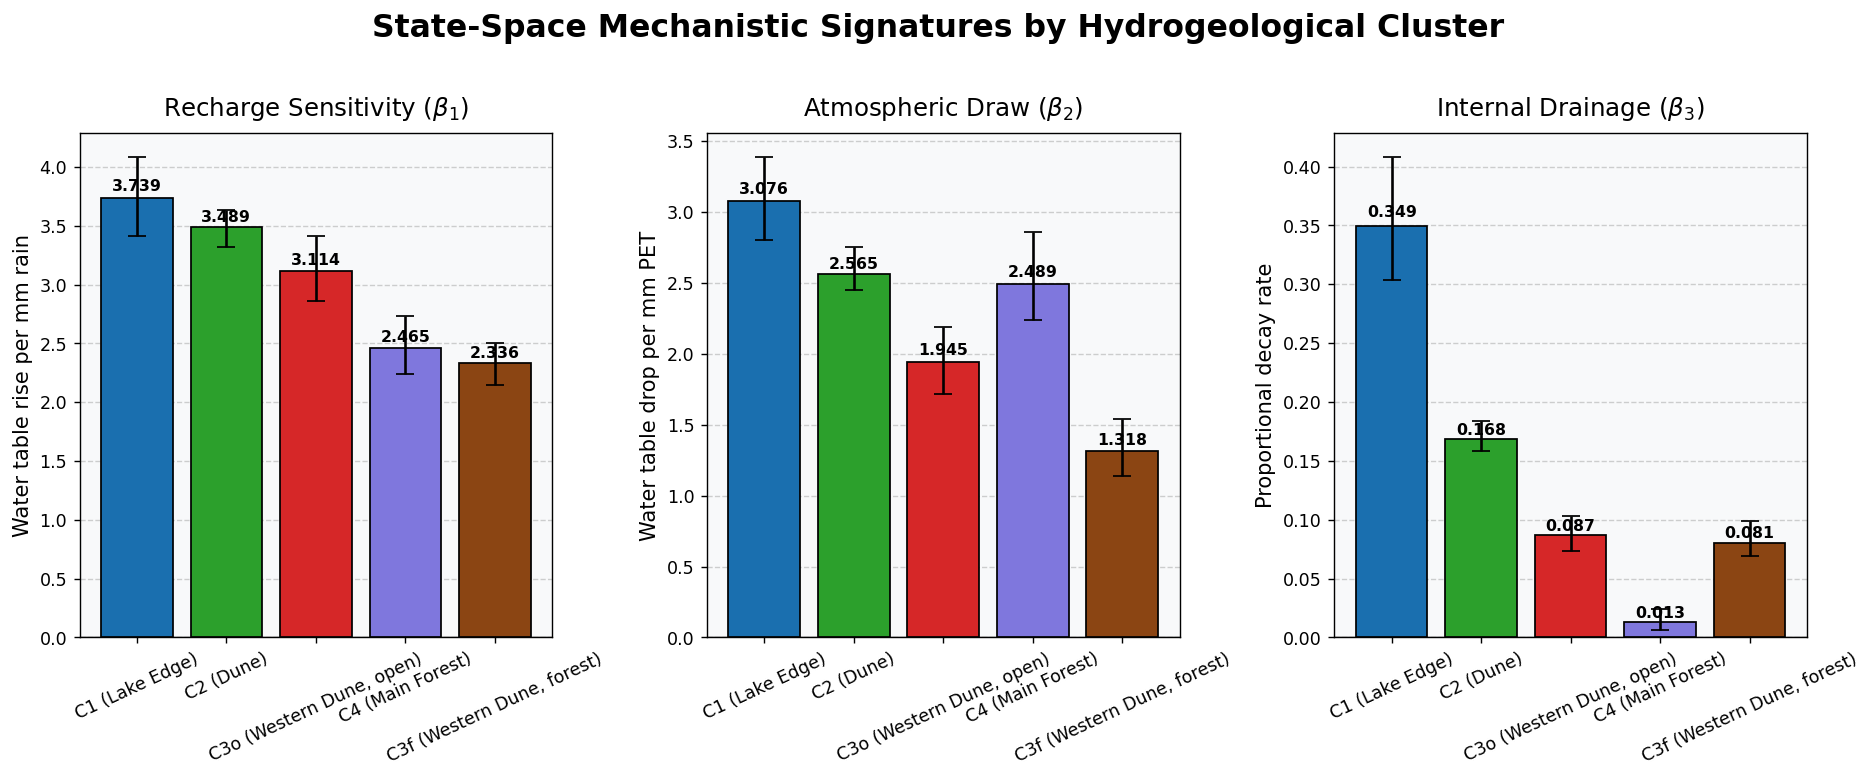 State-Space Mechanistic Signatures by Hydrogeological Cluster
Recharge Sensitivity (β₁)
Water table rise per mm rain
4.0
3.5
3.0
2.5
2.0
1.5
1.0
0.5
0.0
3.739
3.489
3.114
2.465
2.336
C1 (Lake Edge)
C2 (Dune)
C3o (Western Dune, open)
C4 (Main Forest)
C3f (Western Dune, forest)
Atmospheric Draw (β₂)
Water table drop per mm PET
3.5
3.0
2.5
2.0
1.5
1.0
0.5
0.0
3.076
2.565
1.945
2.489
1.318
C1 (Lake Edge)
C2 (Dune)
C3o (Western Dune, open)
C4 (Main Forest)
C3f (Western Dune, forest)
Internal Drainage (β₃)
Proportional decay rate
0.40
0.35
0.30
0.25
0.20
0.15
0.10
0.05
0.00
0.349
0.168
0.087
0.013
0.081
C1 (Lake Edge)
C2 (Dune)
C3o (Western Dune, open)
C4 (Main Forest)
C3f (Western Dune, forest)